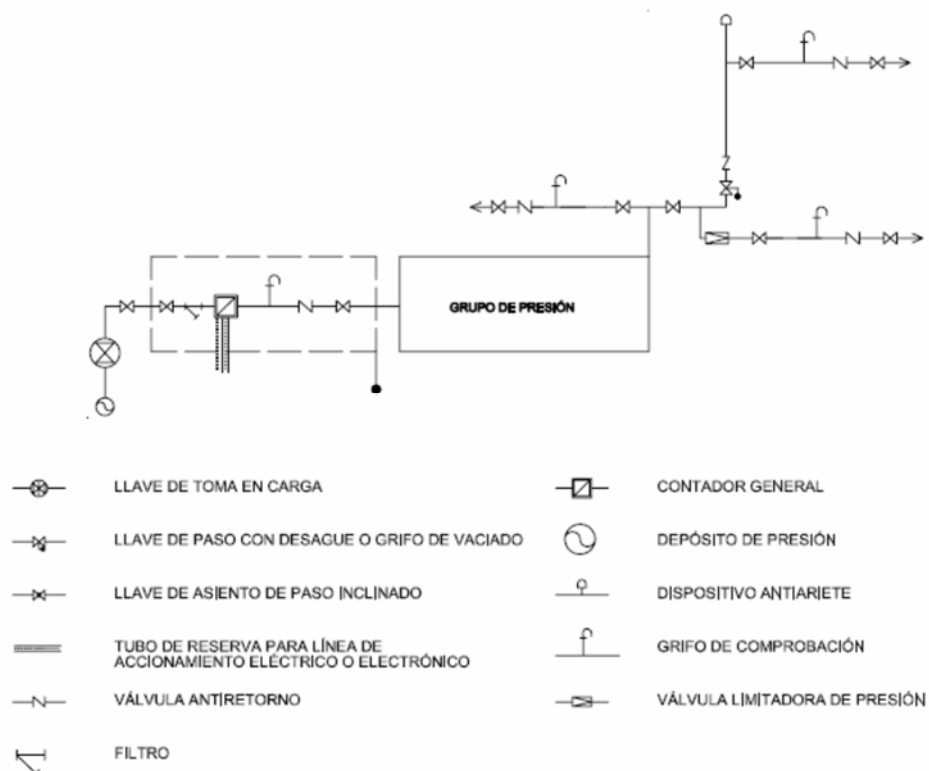 GRUPO DE PRESIÓN
LLAVE DE TOMA EN CARGA
LLAVE DE PASO CON DESAGUE O GRIFO DE VACIADO
LLAVE DE ASIENTO DE PASO INCLINADO
TUBO DE RESERVA PARA LÍNEA DE
ACCIONAMIENTO ELÉCTRICO O ELECTRÓNICO
VÁLVULA ANTIRETORNO
FILTRO
CONTADOR GENERAL
DEPÓSITO DE PRESIÓN
DISPOSITIVO ANTIARIETE
GRIFO DE COMPROBACIÓN
VÁLVULA LIMITADORA DE PRESIÓN